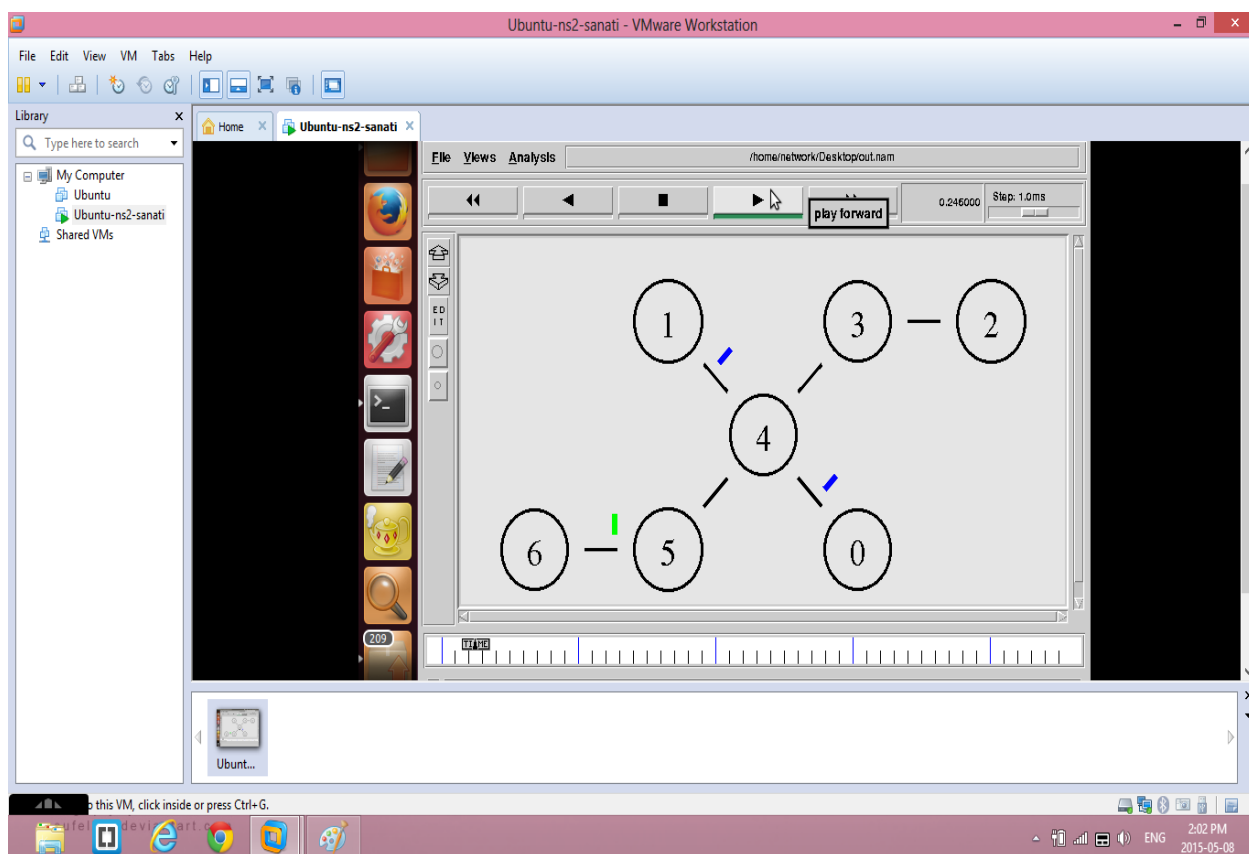 Ubuntu-ns2-sanati - VMware Workstation
File Edit View VM Tabs Help
Library x
Type here to search
My Computer
Ubuntu
Ubuntu-ns2-sanati
Shared VMs
Home
Ubuntu-ns2-sanati
File Views Analysis /home/network/Desktop/out.nam
play forward
0.246000 Step: 1.0ms
ED
IT
1 3 2
4
6 5 0
209
TIME
Ubunt...
o this VM, click inside or press Ctrl+G.
ENG
2:02 PM
2015-05-08